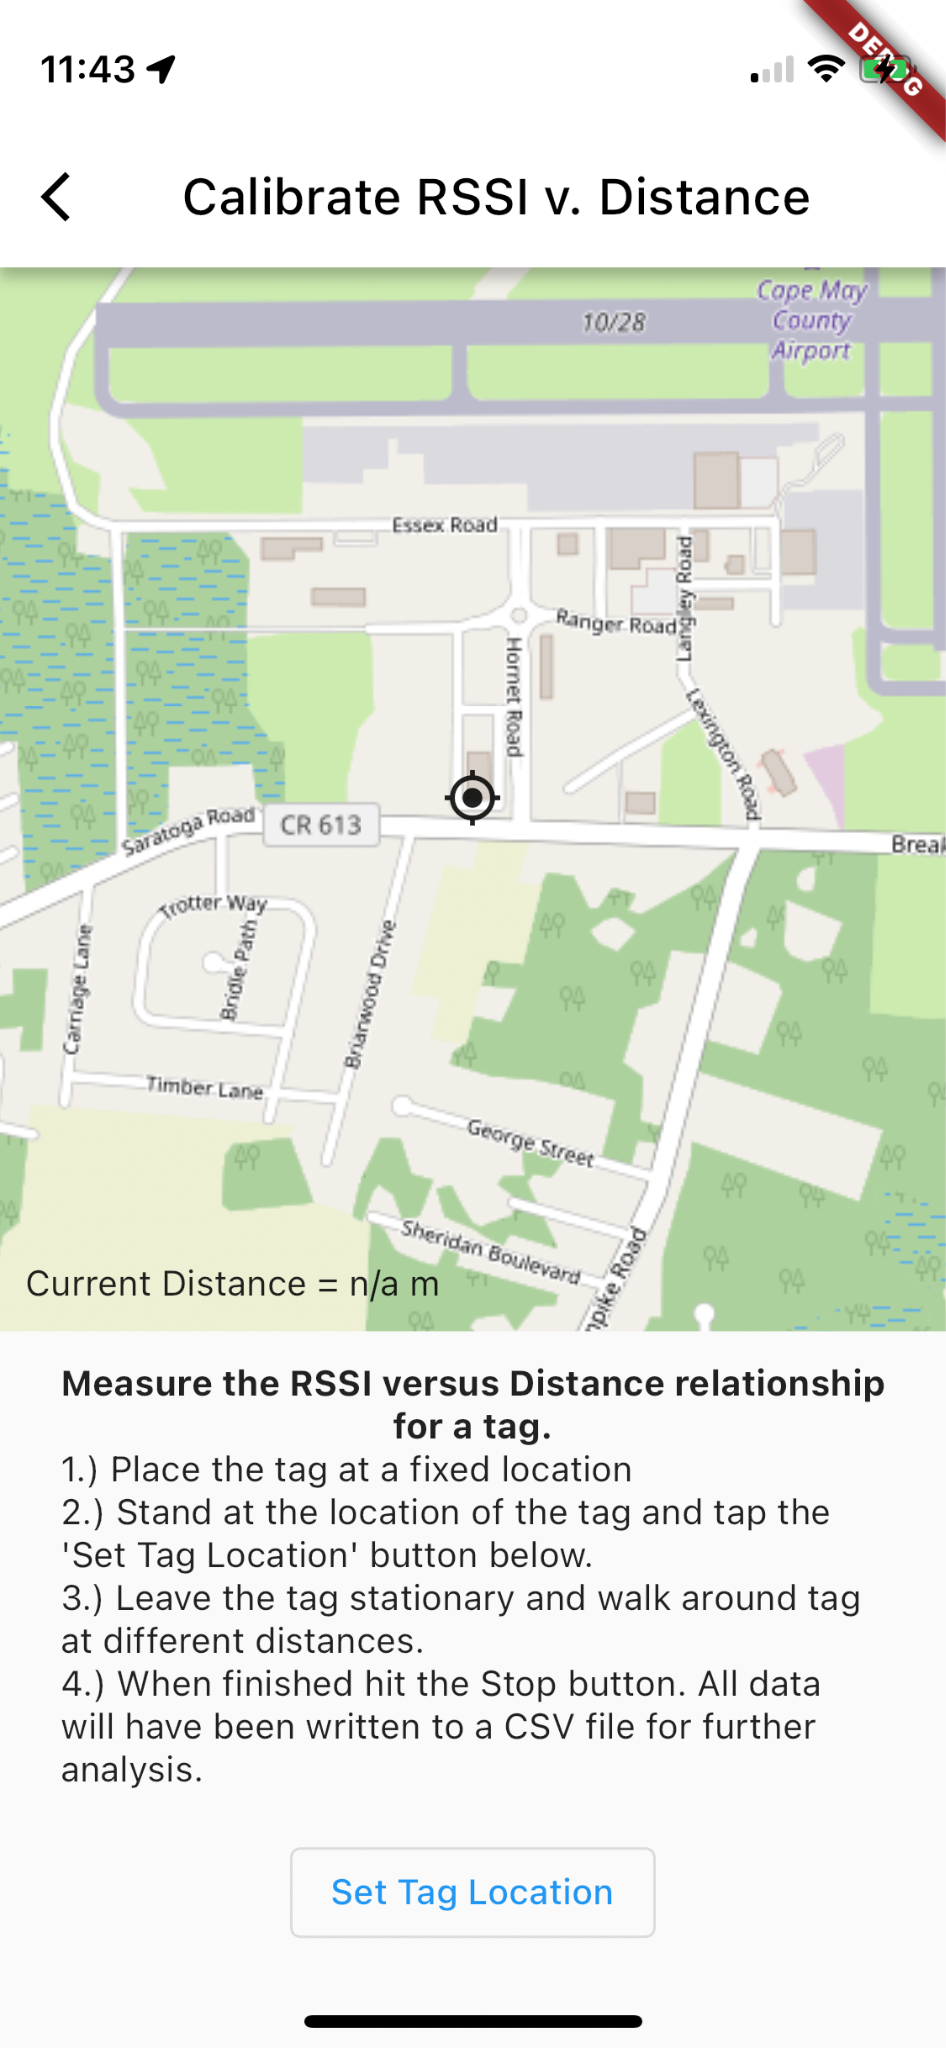 11:43
DEBUG
Calibrate RSSI v. Distance
10/28
Cape May
County
Airport
Essex Road
Ranger Road
Langley Road
Hornet Road
Lexington Road
Saratoga Road
CR 613
Break
Trotter Way
Bridle Path
Carriage Lane
Briarwood Drive
Timber Lane
George Street
Sheridan Boulevard
npike Road
Current Distance = n/a m
Measure the RSSI versus Distance relationship
for a tag.
1.) Place the tag at a fixed location
2.) Stand at the location of the tag and tap the
'Set Tag Location' button below.
3.) Leave the tag stationary and walk around tag
at different distances.
4.) When finished hit the Stop button. All data
will have been written to a CSV file for further
analysis.
Set Tag Location